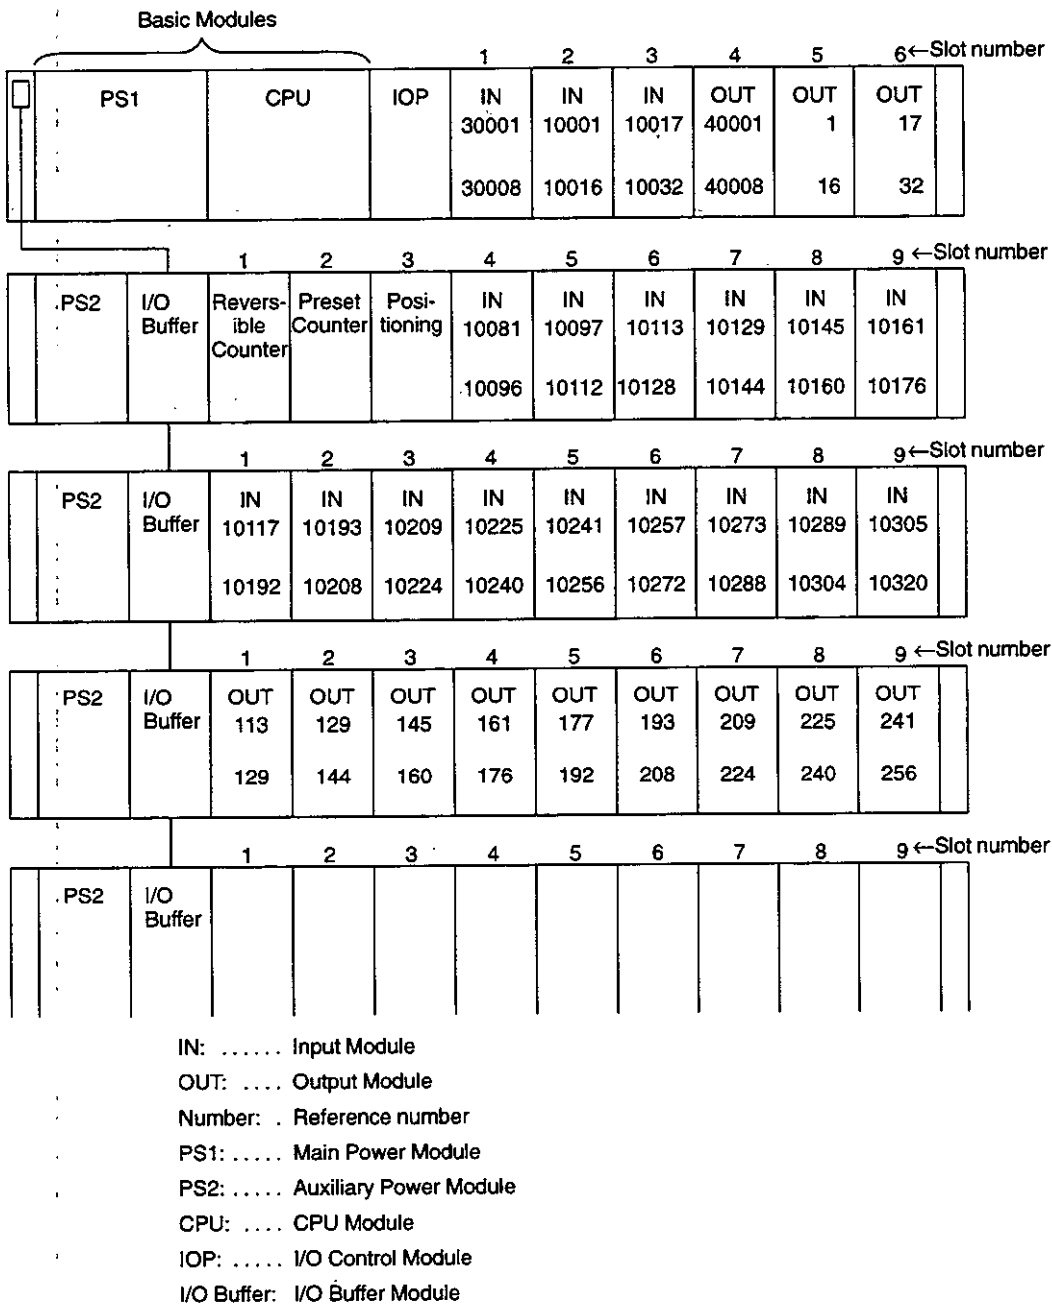 Basic Modules
1 2 3 4 5 6 ←Slot number
PS1 CPU IOP IN IN IN OUT OUT OUT
30001 10001 10017 40001 1 17
30008 10016 10032 40008 16 32
1 2 3 4 5 6 7 8 9 ←Slot number
PS2 I/O Revers- Preset Posi- IN IN IN IN IN IN
Buffer ible Counter tioning 10081 10097 10113 10129 10145 10161
Counter
10096 10112 10128 10144 10160 10176
1 2 3 4 5 6 7 8 9 ←Slot number
PS2 I/O IN IN IN IN IN IN IN IN IN
Buffer 10117 10193 10209 10225 10241 10257 10273 10289 10305
10192 10208 10224 10240 10256 10272 10288 10304 10320
1 2 3 4 5 6 7 8 9 ←Slot number
PS2 I/O OUT OUT OUT OUT OUT OUT OUT OUT OUT
Buffer 113 129 145 161 177 193 209 225 241
129 144 160 176 192 208 224 240 256
1 2 3 4 5 6 7 8 9 ←Slot number
PS2 I/O
Buffer
IN: ...... Input Module
OUT: .... Output Module
Number: . Reference number
PS1: ..... Main Power Module
PS2: ..... Auxiliary Power Module
CPU: .... CPU Module
IOP: ..... I/O Control Module
I/O Buffer: I/O Buffer Module